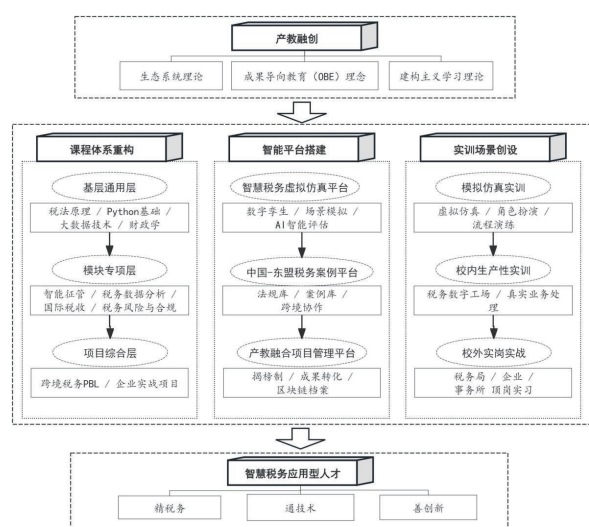 产教融创
生态系统理论
成果导向教育（OBE）理念
建构主义学习理论
课程体系重构
基层通用层
税法原理 / Python基础 /
大数据技术 / 财政学
模块专项层
智能征管 / 税务数据分析 /
国际税收 / 税务风险与合规
项目综合层
跨境税务PBL / 企业实战项目
智能平台搭建
智慧税务虚拟仿真平台
数字孪生 / 场景模拟 /
AI智能评估
中国-东盟税务案例平台
法规库 / 案例库 /
跨境协作
产教融合项目管理平台
揭榜制 / 成果转化 /
区块链档案
实训场景创设
模拟仿真实训
虚拟仿真 / 角色扮演 /
流程演练
校内生产性实训
税务数字工场 / 真实业务处
理
校外实岗实战
税务局 / 企业 /
事务所 顶岗实习
智慧税务应用型人才
精税务
通技术
善创新